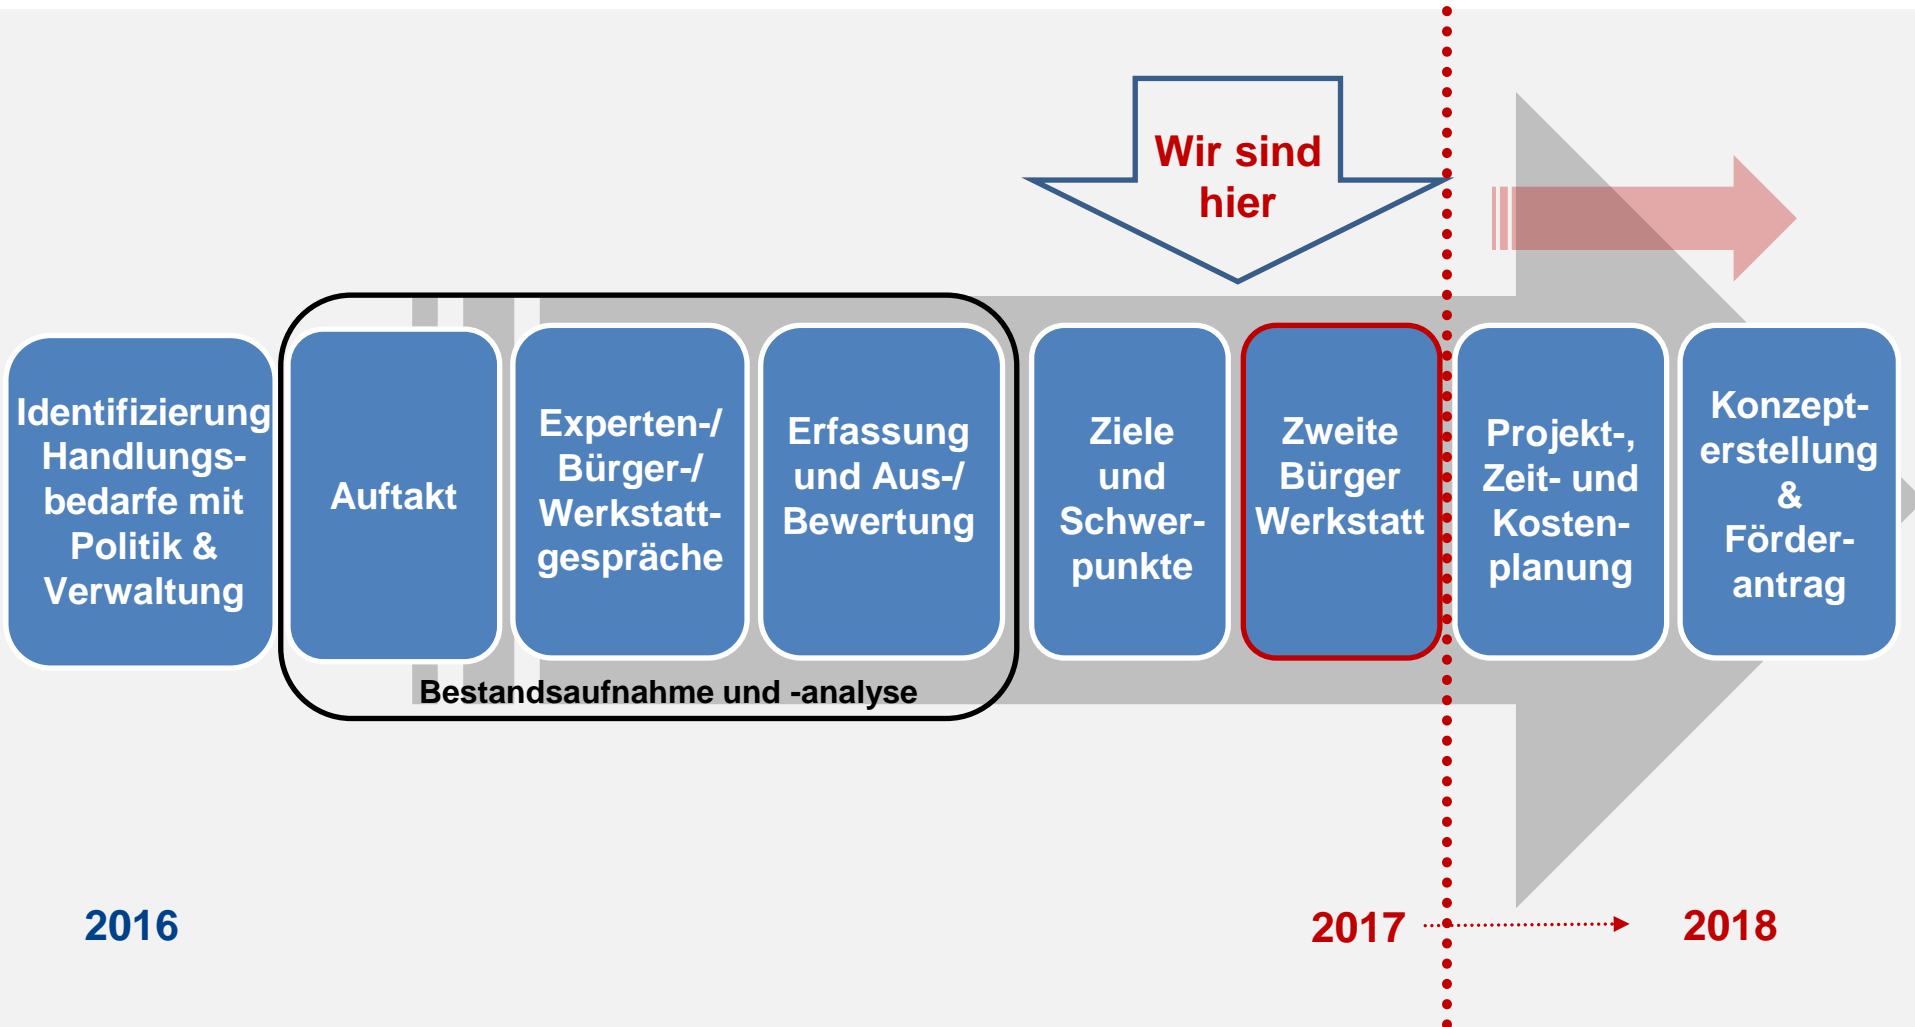 Wir sind
hier
Identifizierung
Handlungs-
bedarfe mit
Politik &
Verwaltung
Auftakt
Experten-/
Bürger-/
Werkstatt-
gespräche
Erfassung
und Aus-/
Bewertung
Ziele
und
Schwer-
punkte
Zweite
Bürger
Werkstatt
Projekt-,
Zeit- und
Kosten-
planung
Konzept-
erstellung
&
Förder-
antrag
Bestandsaufnahme und -analyse
2016
2017
2018